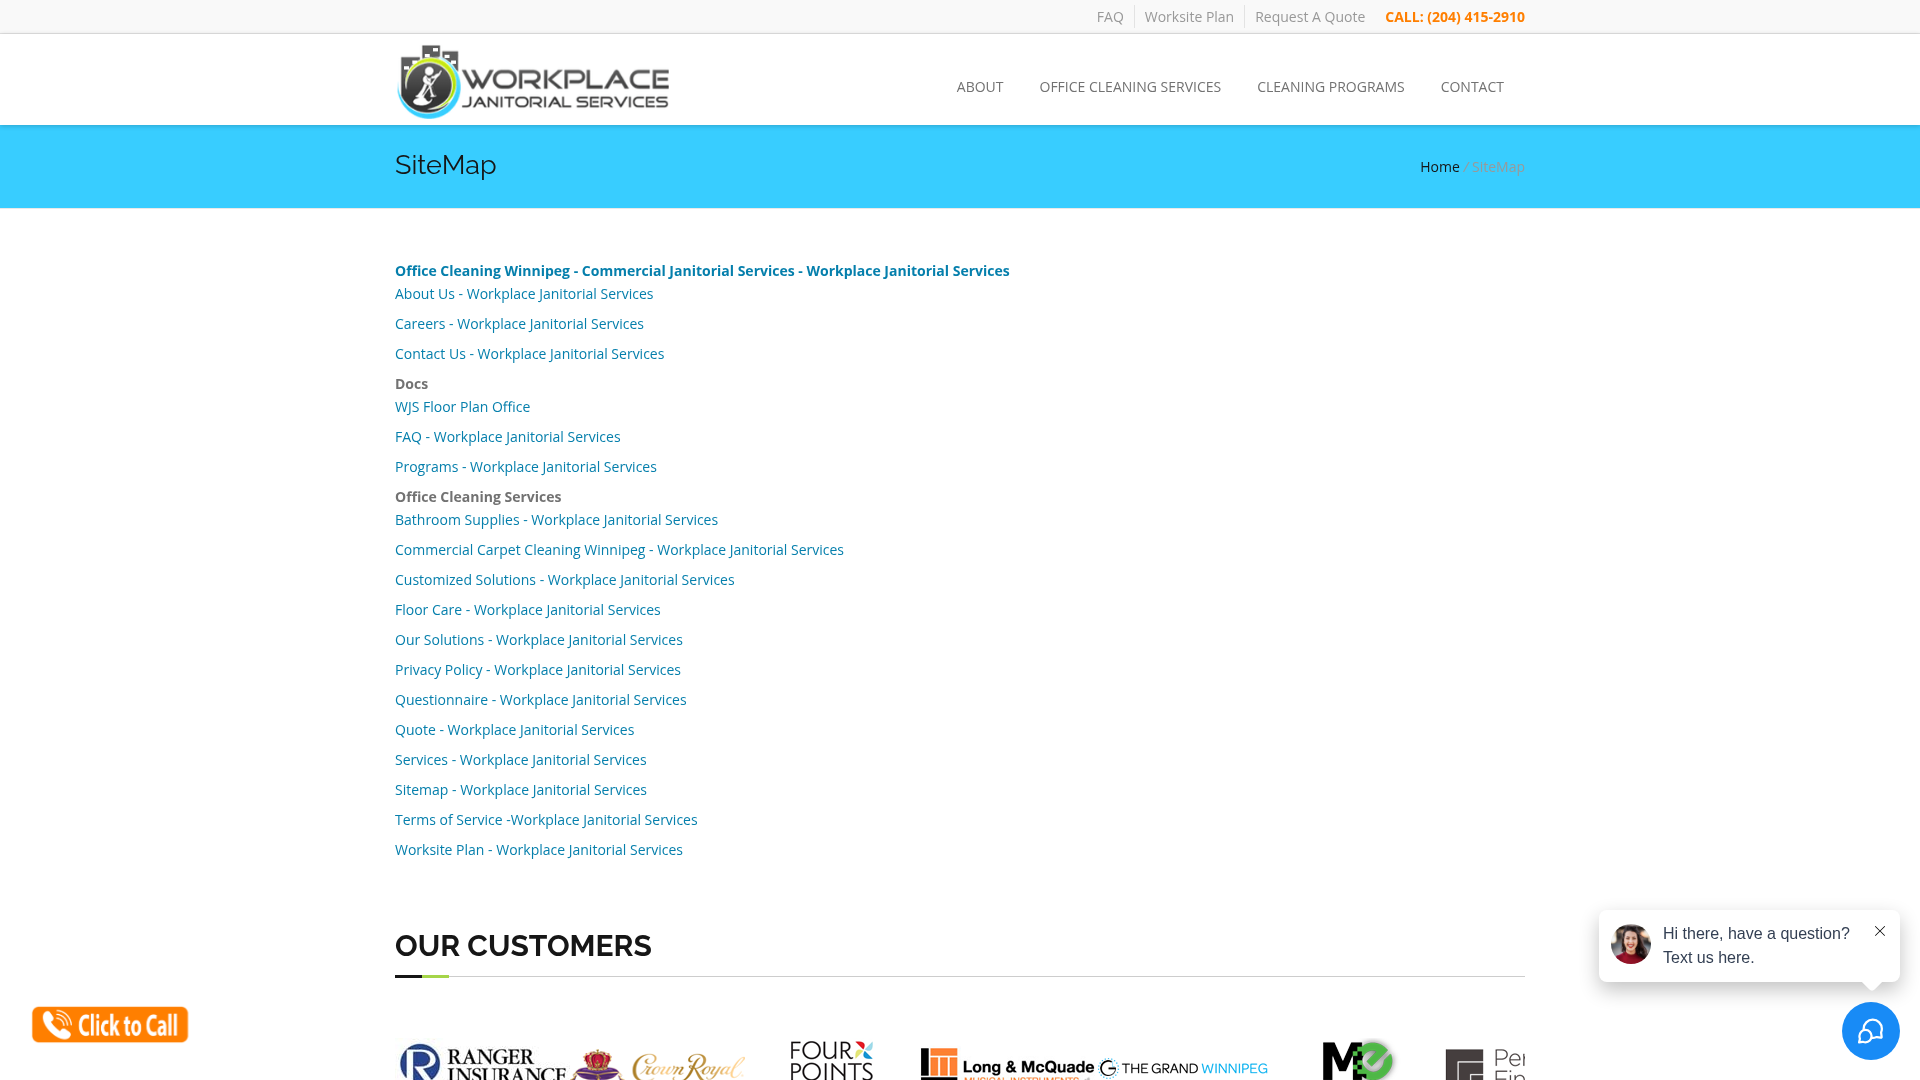 FAQ
Worksite Plan
Request A Quote
CALL: (204) 415-2910
WORKPLACE
JANITORIAL SERVICES
ABOUT
OFFICE CLEANING SERVICES
CLEANING PROGRAMS
CONTACT
SiteMap
Home / SiteMap
Office Cleaning Winnipeg - Commercial Janitorial Services - Workplace Janitorial Services
About Us - Workplace Janitorial Services
Careers - Workplace Janitorial Services
Contact Us - Workplace Janitorial Services
Docs
WJS Floor Plan Office
FAQ - Workplace Janitorial Services
Programs - Workplace Janitorial Services
Office Cleaning Services
Bathroom Supplies - Workplace Janitorial Services
Commercial Carpet Cleaning Winnipeg - Workplace Janitorial Services
Customized Solutions - Workplace Janitorial Services
Floor Care - Workplace Janitorial Services
Our Solutions - Workplace Janitorial Services
Privacy Policy - Workplace Janitorial Services
Questionnaire - Workplace Janitorial Services
Quote - Workplace Janitorial Services
Services - Workplace Janitorial Services
Sitemap - Workplace Janitorial Services
Terms of Service -Workplace Janitorial Services
Worksite Plan - Workplace Janitorial Services
OUR CUSTOMERS
Hi there, have a question?
Text us here.
Click to Call
RANGER
INSURANCE
Crown Royal
FOUR
POINTS
Long & McQuade
MUSICAL INSTRUMENTS
THE GRAND WINNIPEG